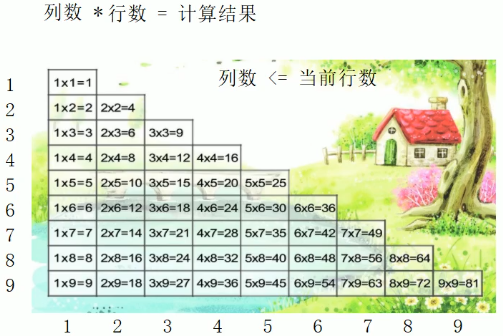 列数 * 行数 = 计算结果
列数 <= 当前行数
1 1x1=1
2 1x2=2 2x2=4
3 1x3=3 2x3=6 3x3=9
4 1x4=4 2x4=8 3x4=12 4x4=16
5 1x5=5 2x5=10 3x5=15 4x5=20 5x5=25
6 1x6=6 2x6=12 3x6=18 4x6=24 5x6=30 6x6=36
7 1x7=7 2x7=14 3x7=21 4x7=28 5x7=35 6x7=42 7x7=49
8 1x8=8 2x8=16 3x8=24 4x8=32 5x8=40 6x8=48 7x8=56 8x8=64
9 1x9=9 2x9=18 3x9=27 4x9=36 5x9=45 6x9=54 7x9=63 8x9=72 9x9=81
1 2 3 4 5 6 7 8 9